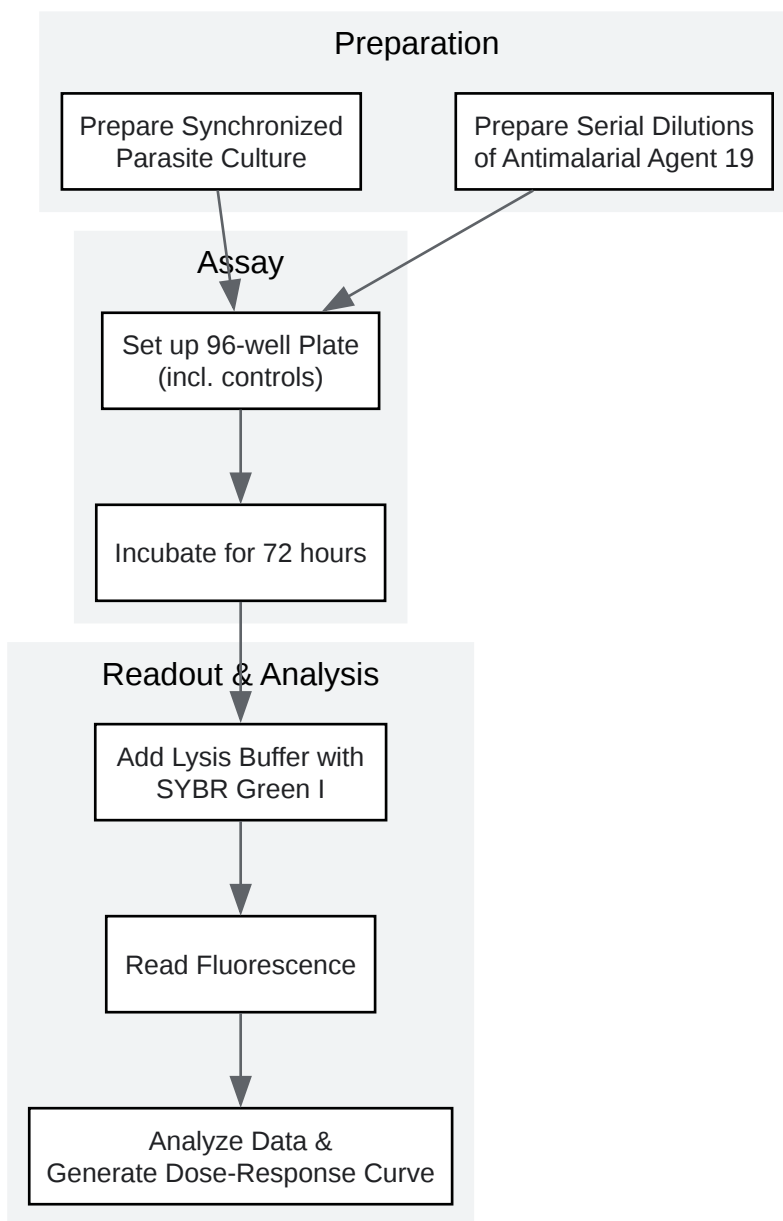 Preparation
Prepare Synchronized
Parasite Culture
Prepare Serial Dilutions
of Antimalarial Agent 19
Assay
Set up 96-well Plate
(incl. controls)
Incubate for 72 hours
Readout & Analysis
Add Lysis Buffer with
SYBR Green I
Read Fluorescence
Analyze Data &
Generate Dose-Response Curve